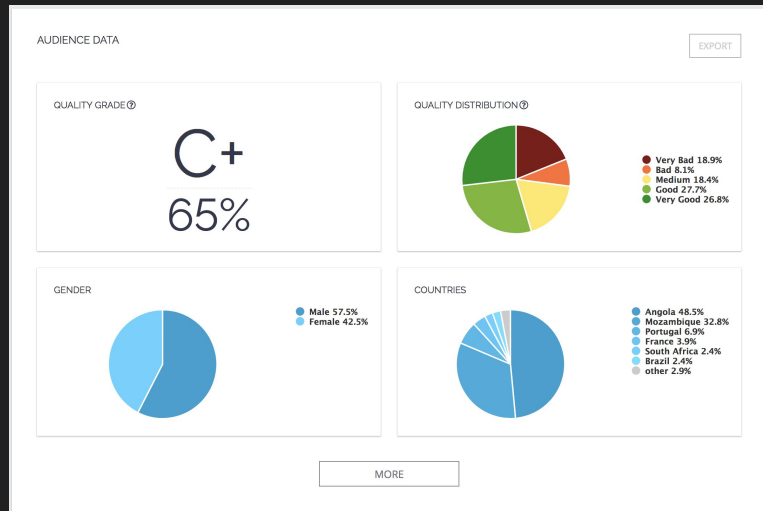 AUDIENCE DATA
EXPORT
QUALITY GRADE?
C+
65%
QUALITY DISTRIBUTION?
Very Bad 18.9%
Bad 8.1%
Medium 18.4%
Good 27.7%
Very Good 26.8%
GENDER
Male 57.5%
Female 42.5%
COUNTRIES
Angola 48.5%
Mozambique 32.8%
Portugal 6.9%
France 3.9%
South Africa 2.4%
Brazil 2.4%
other 2.9%
MORE